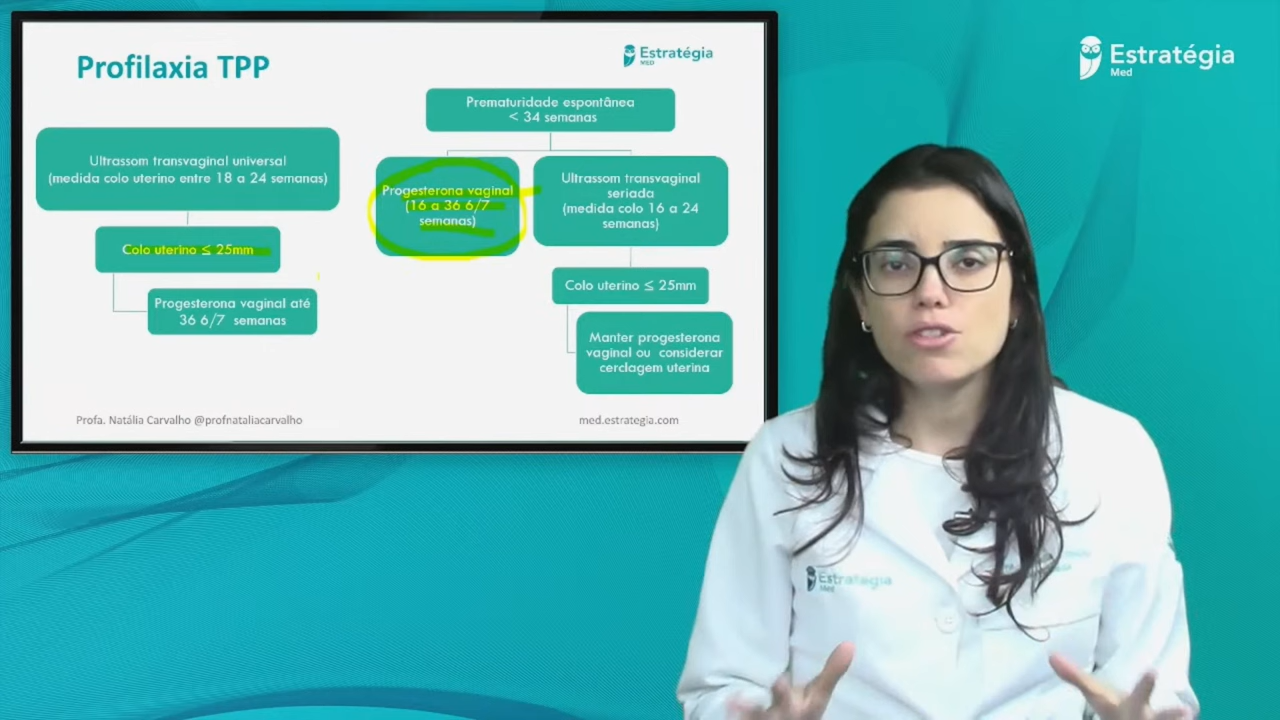 Profilaxia TPP
Estratégia
MED
Ultrassom transvaginal universal
(medida colo uterino entre 18 a 24 semanas)
Colo uterino ≤ 25mm
Progesterona vaginal até
36 6/7 semanas
Prematuridade espontânea
< 34 semanas
Progesterona vaginal
(16 a 36 6/7
semanas)
Ultrassom transvaginal
seriada
(medida colo 16 a 24
semanas)
Colo uterino ≤ 25mm
Manter progesterona
vaginal ou considerar
cerclagem uterina
Profa. Natália Carvalho @profnataliacarvalho
med.estrategia.com
Estratégia
Med
Estratégia
Med